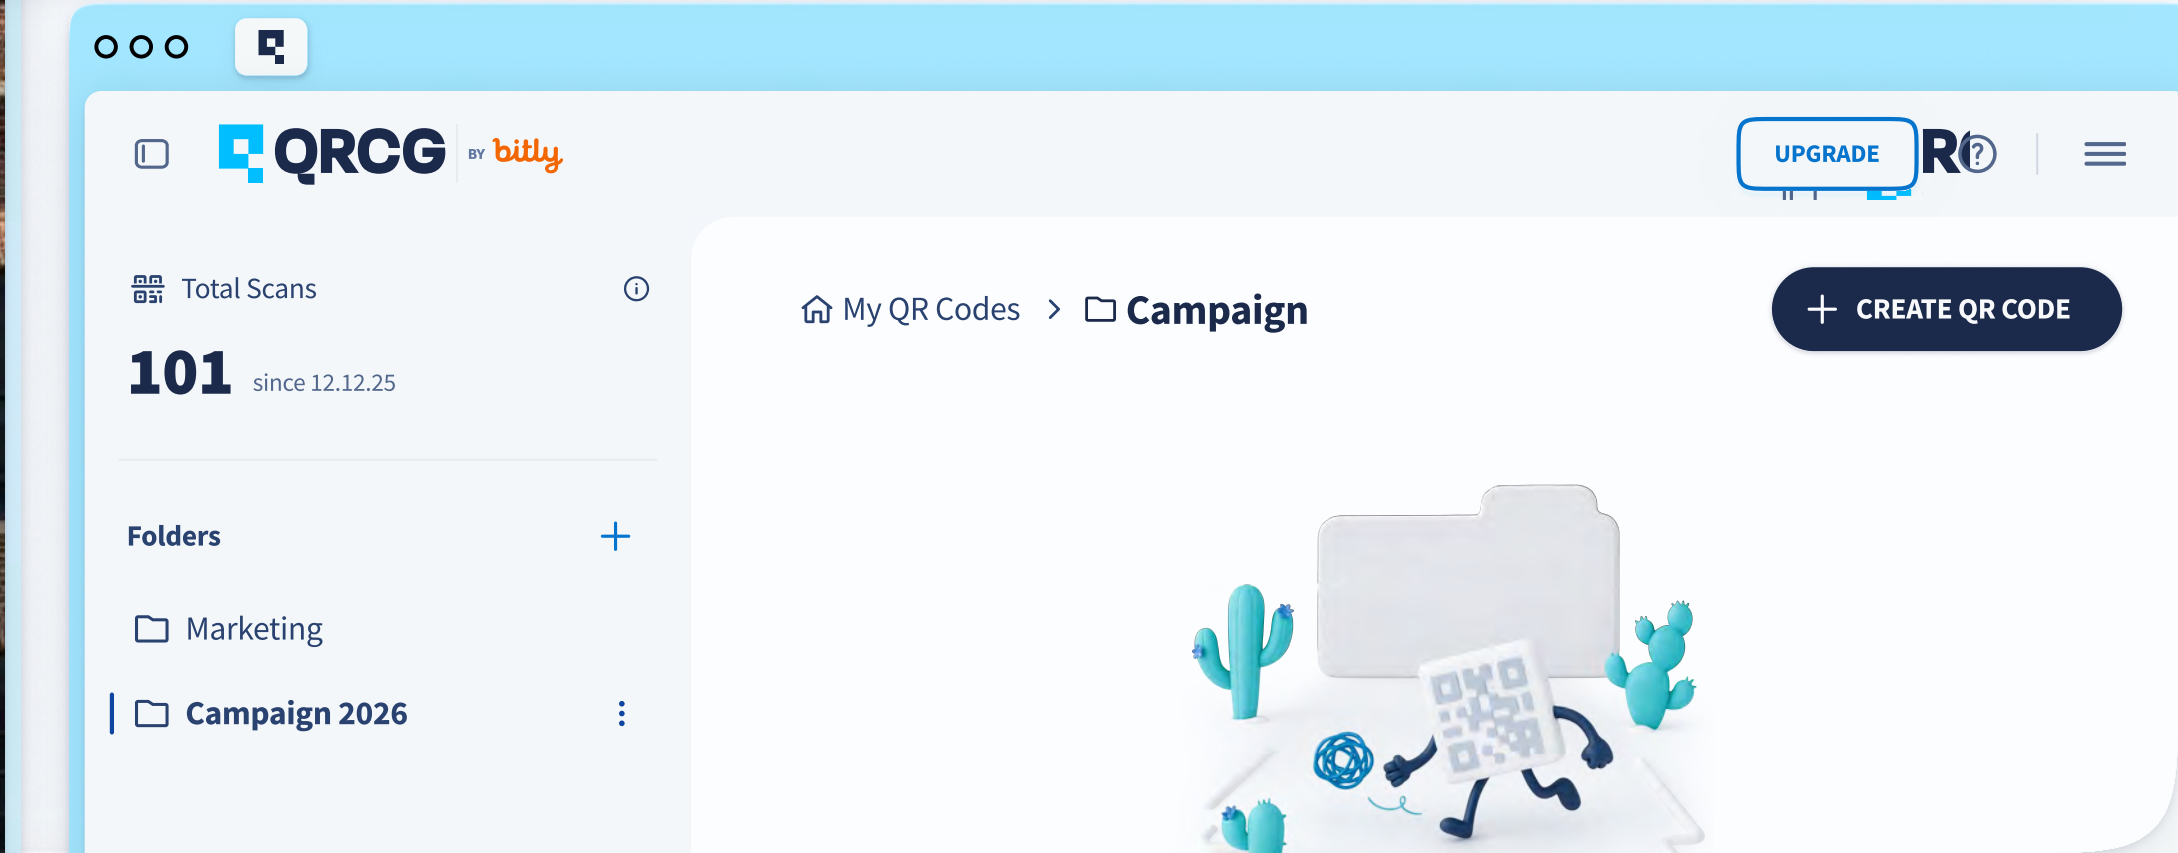 QRCG BY bitly
UPGRADE
R
?
Total Scans
101 since 12.12.25
Folders
Marketing
Campaign 2026
My QR Codes > Campaign
+ CREATE QR CODE